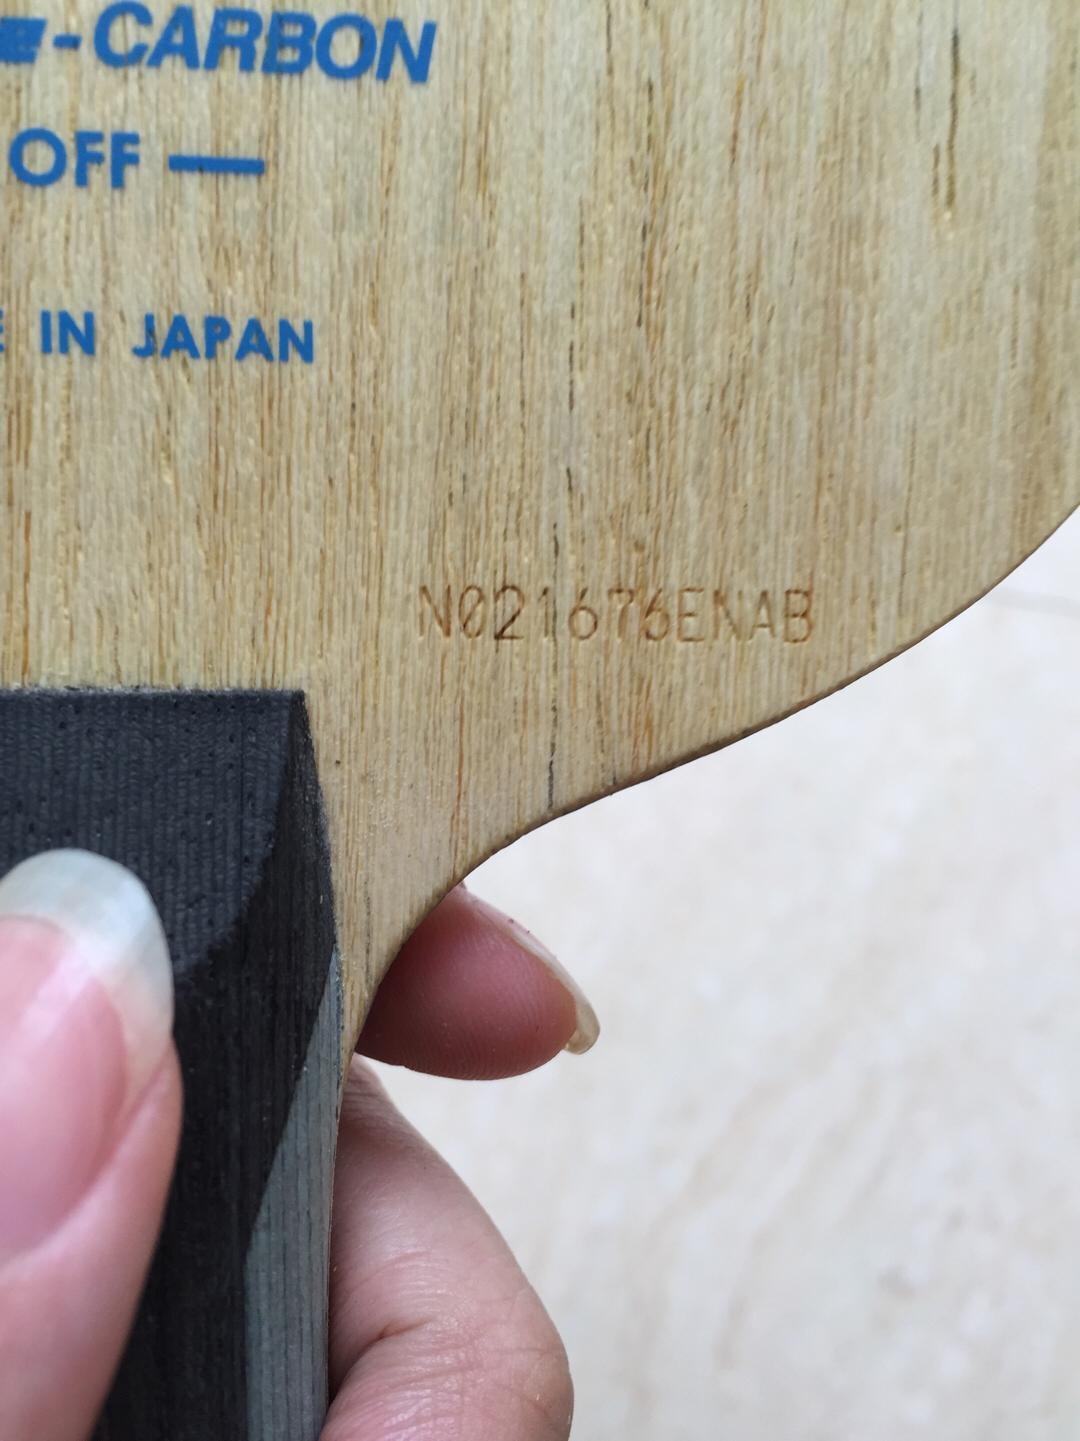 -CARBON
OFF —
IN JAPAN
N021676ENAB